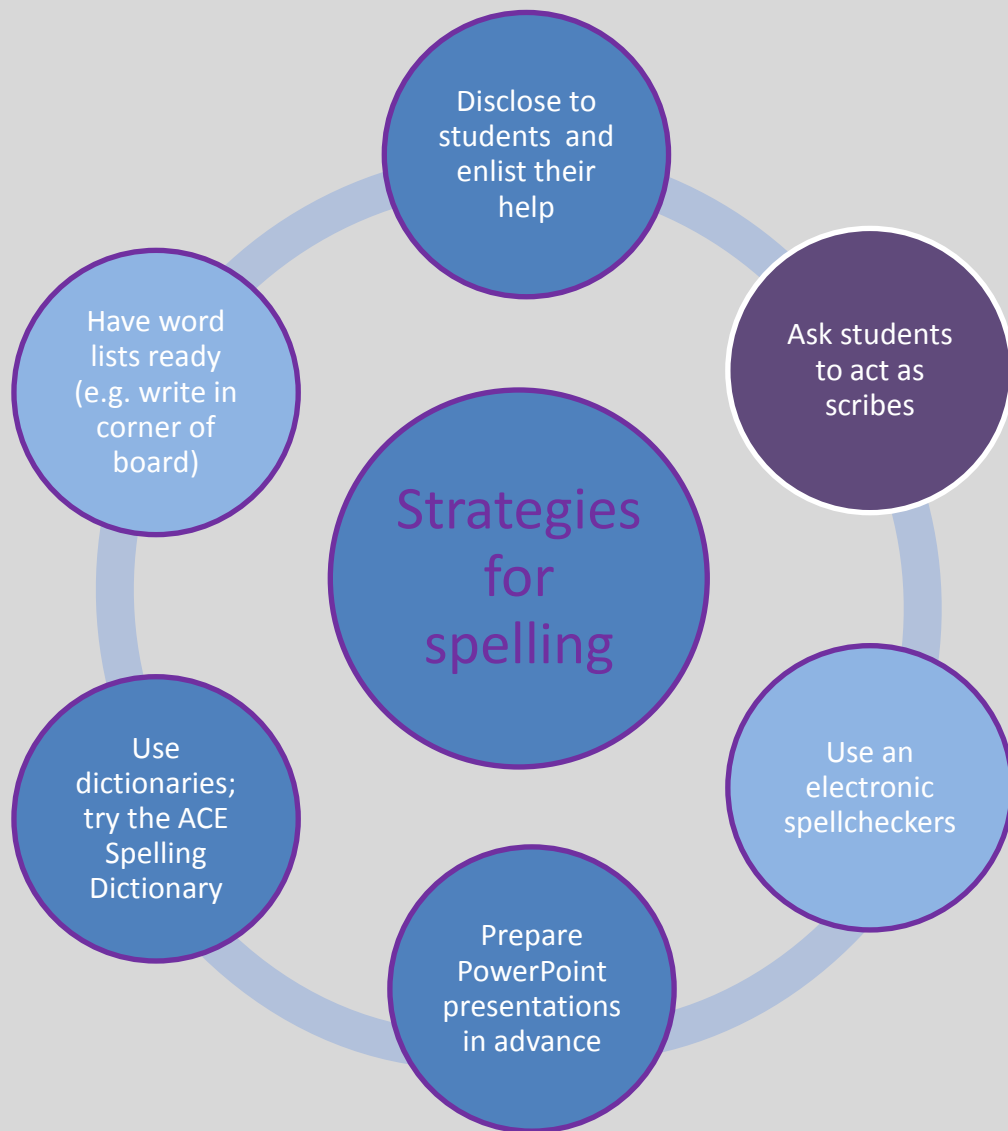 Disclose to
students and
enlist their
help
Ask students
to act as
scribes
Use an
electronic
spellcheckers
Prepare
PowerPoint
presentations
in advance
Use
dictionaries;
try the ACE
Spelling
Dictionary
Have word
lists ready
(e.g. write in
corner of
board)
Strategies
for
spelling